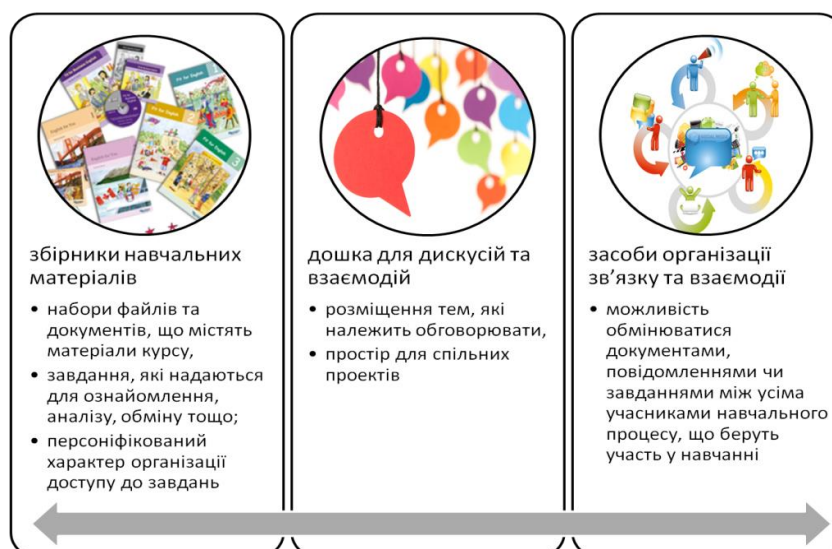 збірники навчальних
матеріалів
• набори файлів та
документів, що містять
матеріали курсу,
• завдання, які надаються
для ознайомлення,
аналізу, обміну тощо;
• персоніфікований
характер організації
доступу до завдань
дошка для дискусій та
взаємодій
• розміщення тем, які
належить обговорювати,
• простір для спільних
проектів
засоби організації
зв’язку та взаємодії
• можливість
обмінюватися
документами,
повідомленнями чи
завданнями між усіма
учасниками навчального
процесу, що беруть
участь у навчанні